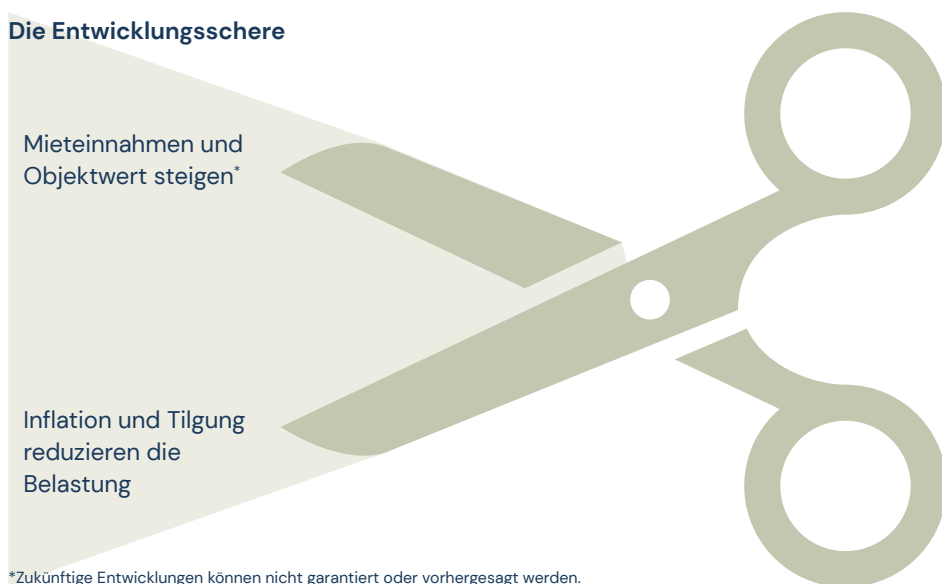 Die Entwicklungsschere
Mieteinnahmen und
Objektwert steigen*
Inflation und Tilgung
reduzieren die
Belastung
*Zukünftige Entwicklungen können nicht garantiert oder vorhergesagt werden.